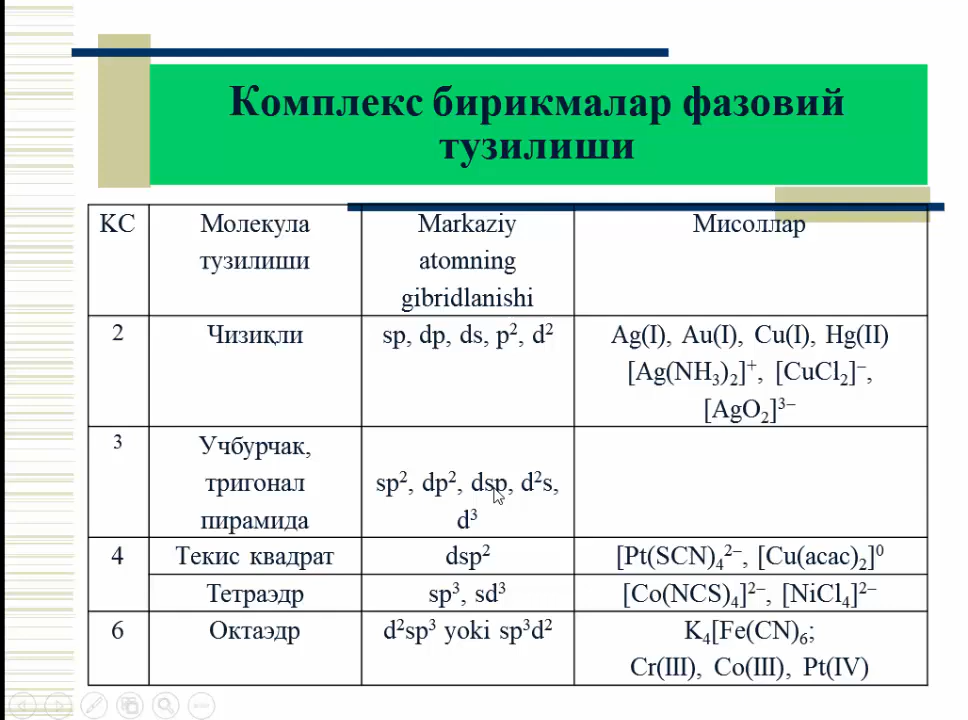 Комплекс бирикмалар фазовий
тузилиши
КС
Молекула
тузилиши
Markaziy
atomning
gibridlanishi
Мисоллар
2
Чизиқли
sp, dp, ds, p², d²
Ag(I), Au(I), Cu(I), Hg(II)
[Ag(NH₃)₂]⁺, [CuCl₂]⁻,
[AgO₂]³⁻
3
Учбурчак,
тригонал
пирамида
sp², dp², dsp, d²s,
d³
4
Текис квадрат
dsp²
[Pt(SCN)₄²⁻, [Cu(acac)₂]⁰
Тетраэдр
sp³, sd³
[Co(NCS)₄]²⁻, [NiCl₄]²⁻
6
Октаэдр
d²sp³ yoki sp³d²
K₄[Fe(CN)₆;
Cr(III), Co(III), Pt(IV)